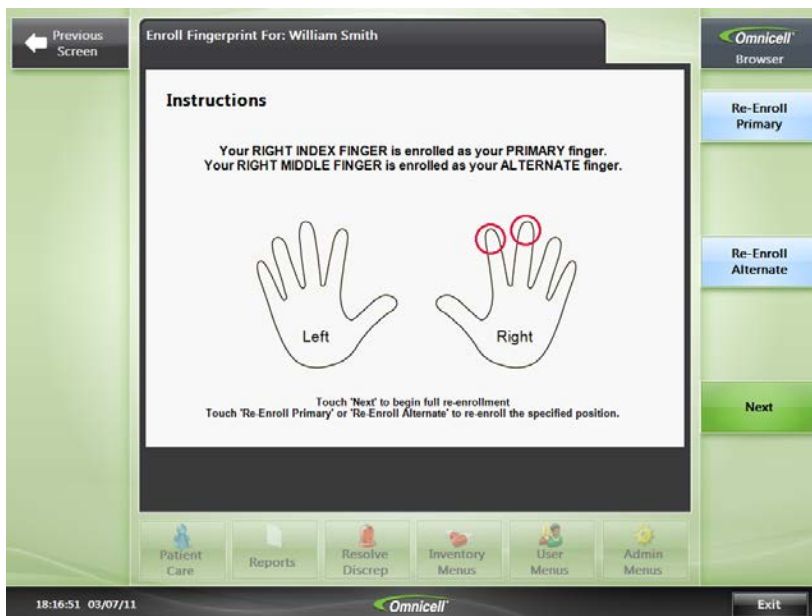 Previous
Screen
Enroll Fingerprint For: William Smith
Omnicell
Browser
Instructions
Re-Enroll
Primary
Your RIGHT INDEX FINGER is enrolled as your PRIMARY finger.
Your RIGHT MIDDLE FINGER is enrolled as your ALTERNATE finger.
Re-Enroll
Alternate
Left
Right
Touch 'Next' to begin full re-enrollment
Touch 'Re-Enroll Primary' or 'Re-Enroll Alternate' to re-enroll the specified position.
Next
Patient
Care
Reports
Resolve
Discrep
Inventory
Menus
User
Menus
Admin
Menus
18:16:51 03/07/11
Omnicell
Exit